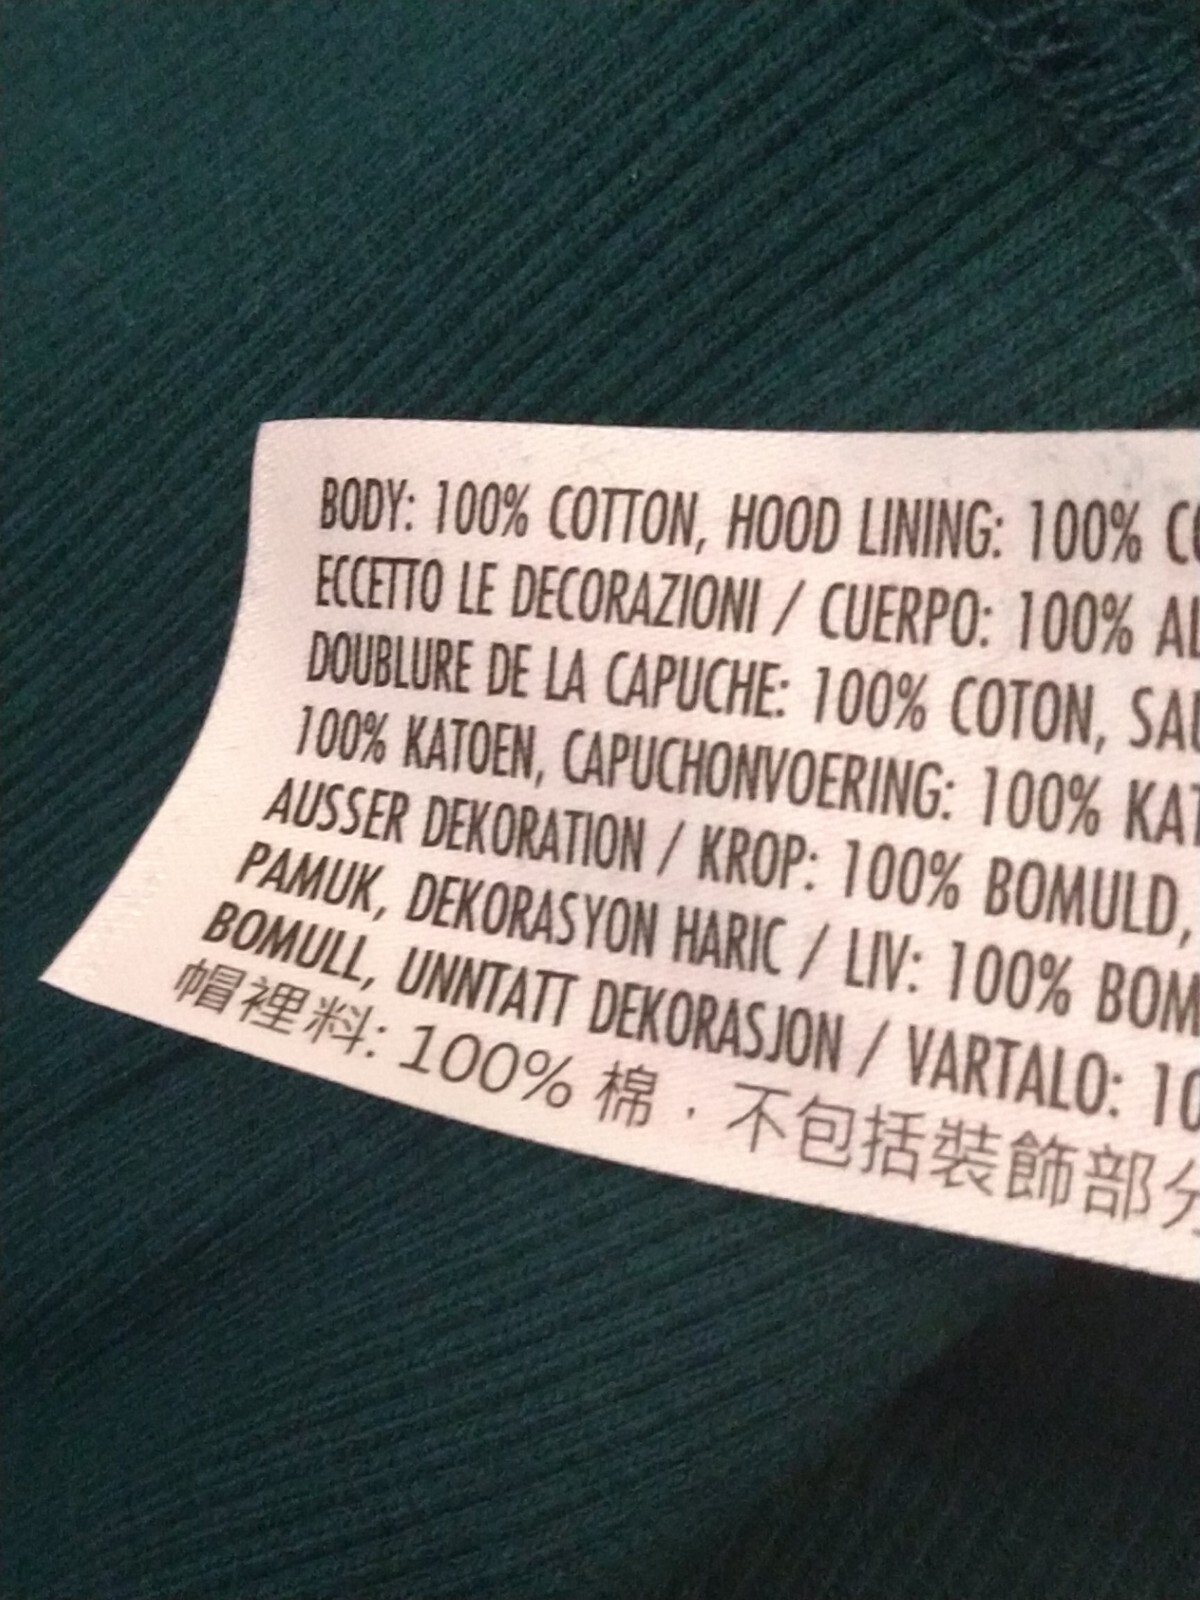 BODY: 100% COTTON, HOOD LINING: 100%
ECCETTO LE DECORAZIONI / CUERPO: 100%
DOUBLURE DE LA CAPUCHE: 100% COTON,
100% KATOEN, CAPUCHONVOERING: 100%
AUSSER DEKORATION / KROP: 100% BOMULD,
PAMUK, DEKORASYON HARIC / LIV: 100%
BOMULL, UNNTATT DEKORASJON / VARTALO:
帽裡料: 100% 棉 . 不包括裝飾部分